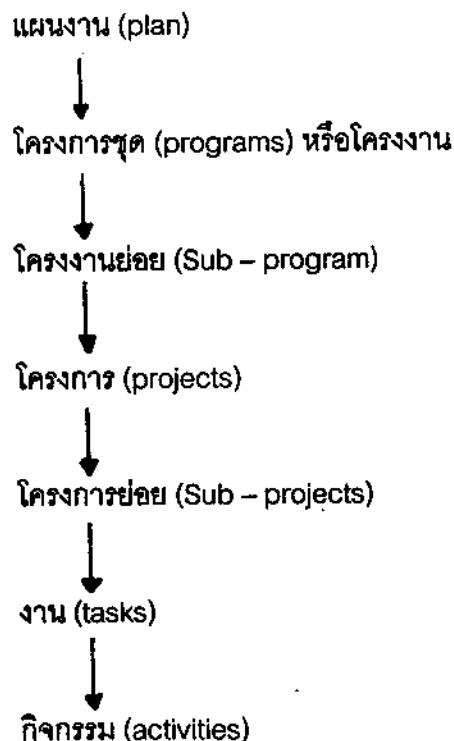 แผนงาน (plan)
โครงการชุด (programs) หรือโครงงาน
โครงงานย่อย (Sub – program)
โครงการ (projects)
โครงการย่อย (Sub – projects)
งาน (tasks)
กิจกรรม (activities)